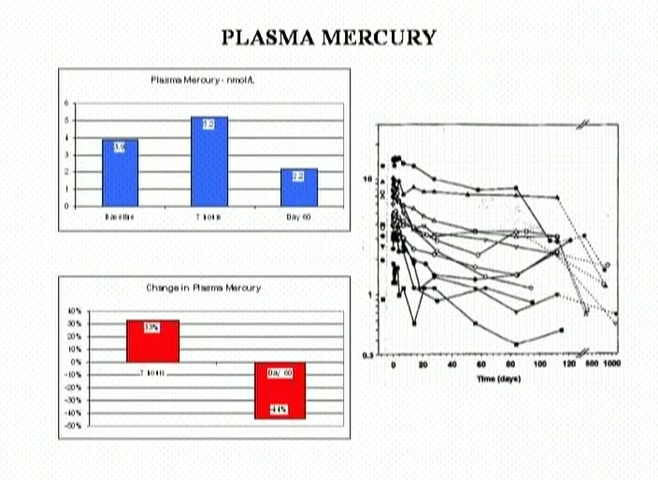 PLASMA MERCURY
Plasma Mercury - nmol/L
6
5
4
3
2
1
0
3.9
5.2
2.2
Baseline
7 hours
Day 60
Change in Plasma Mercury
40%
30%
20%
10%
0%
-10%
-20%
-30%
-40%
-50%
33%
7 hours
Day 60
-44%
10
1
0.3
0 20 40 60 80 100 120 500 1000
Time (days)